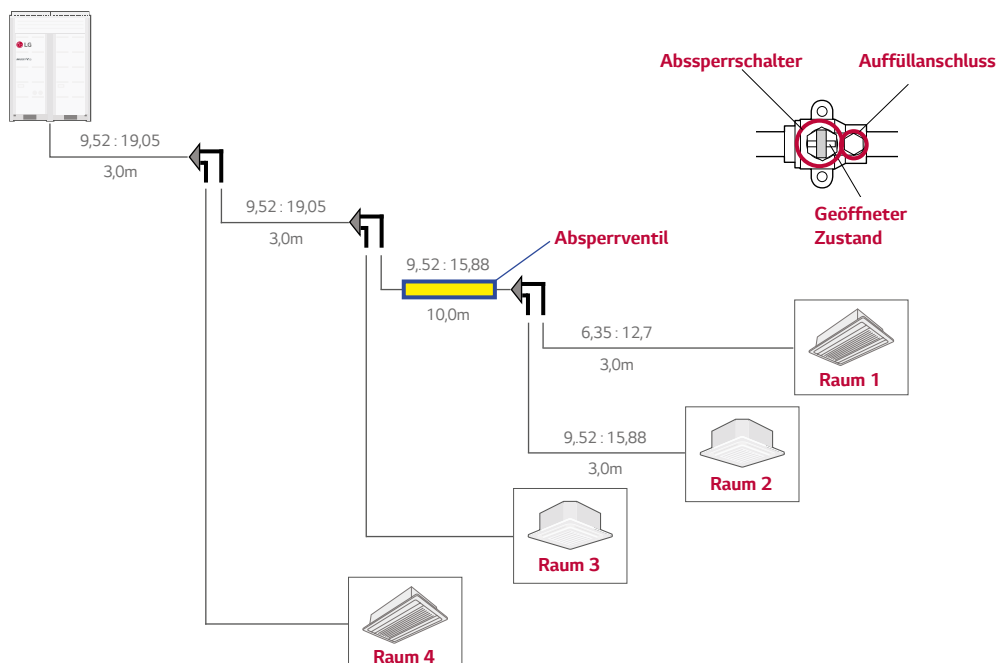 LG
Abssperrschalter
Auffüllanschluss
9,52 : 19,05
3,0m
Geöffneter
Zustand
9,52 : 19,05
3,0m
Absperrventil
9,.52 : 15,88
10,0m
6,35 : 12,7
3,0m
Raum 1
9,.52 : 15,88
3,0m
Raum 2
Raum 3
Raum 4